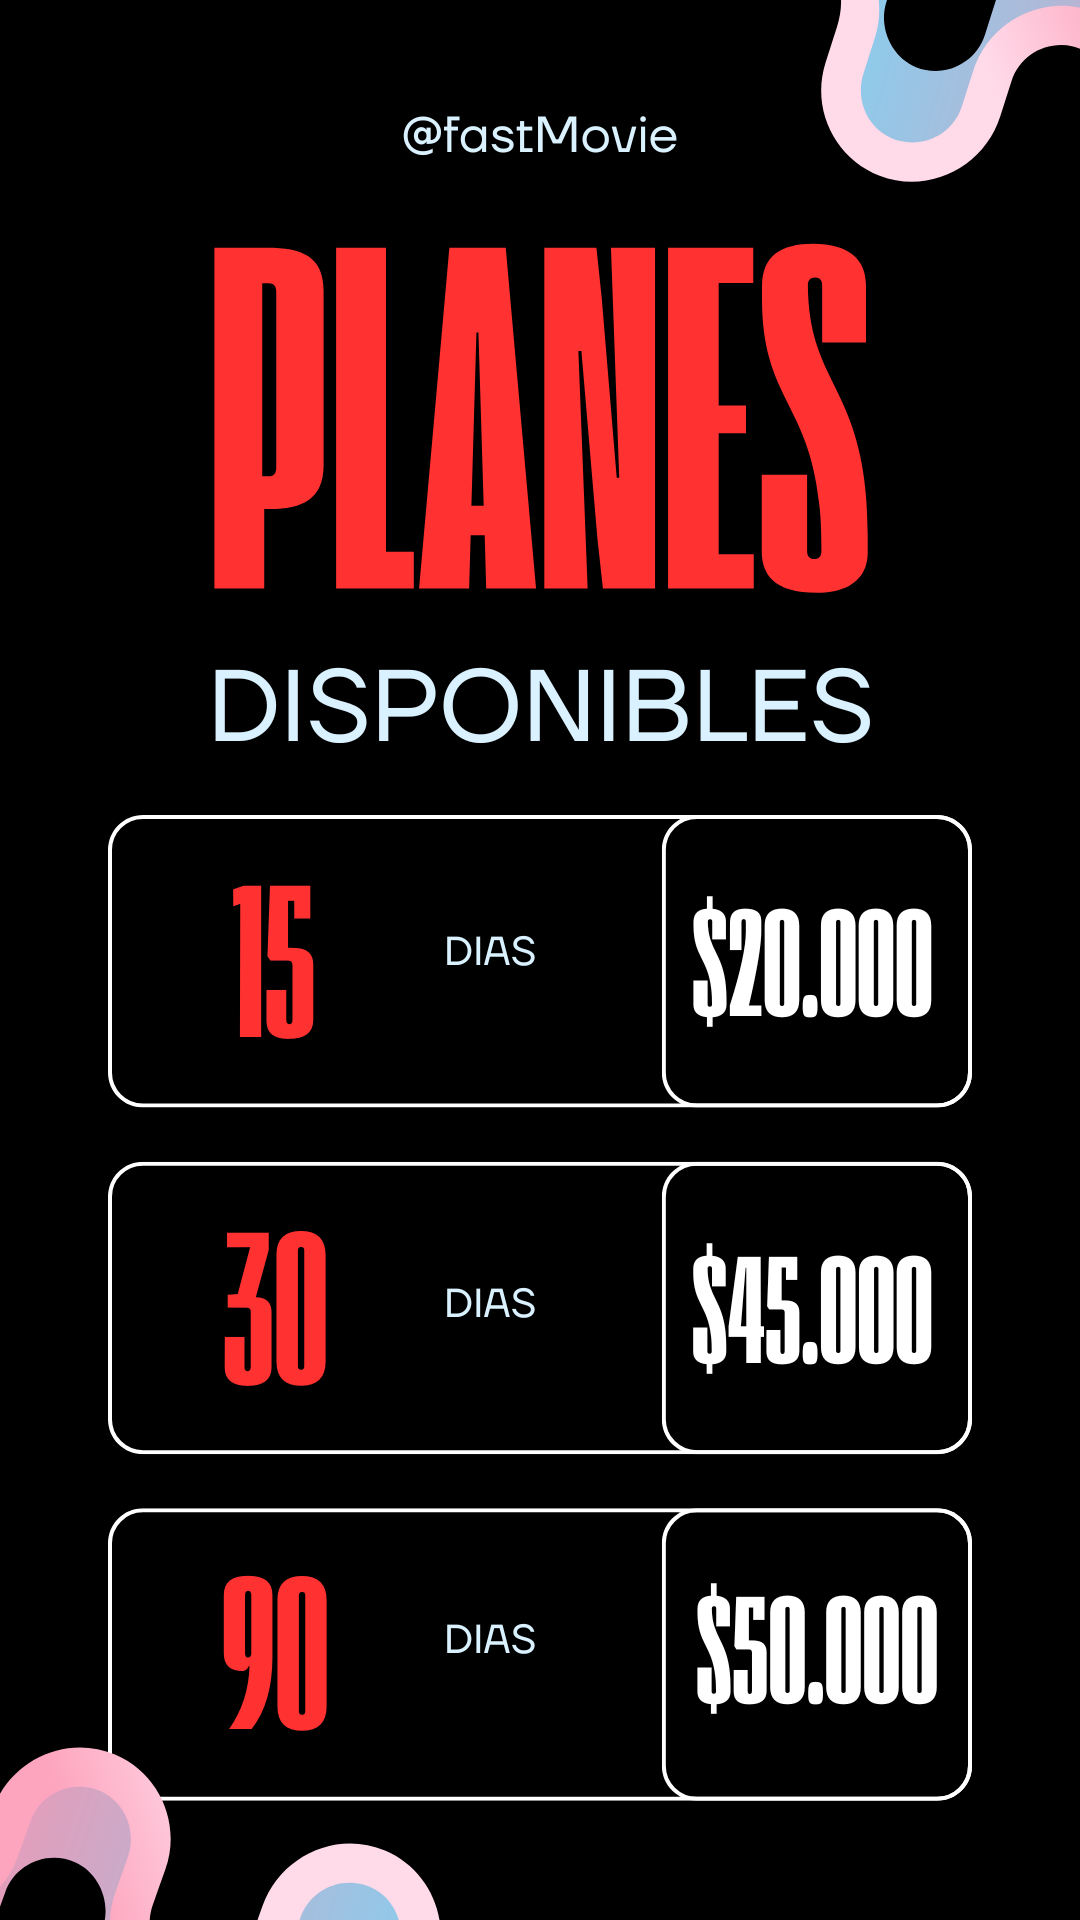 @fastMovie
PLANES
DISPONIBLES
15 DIAS $20.000
30 DIAS $45.000
90 DIAS $50.000